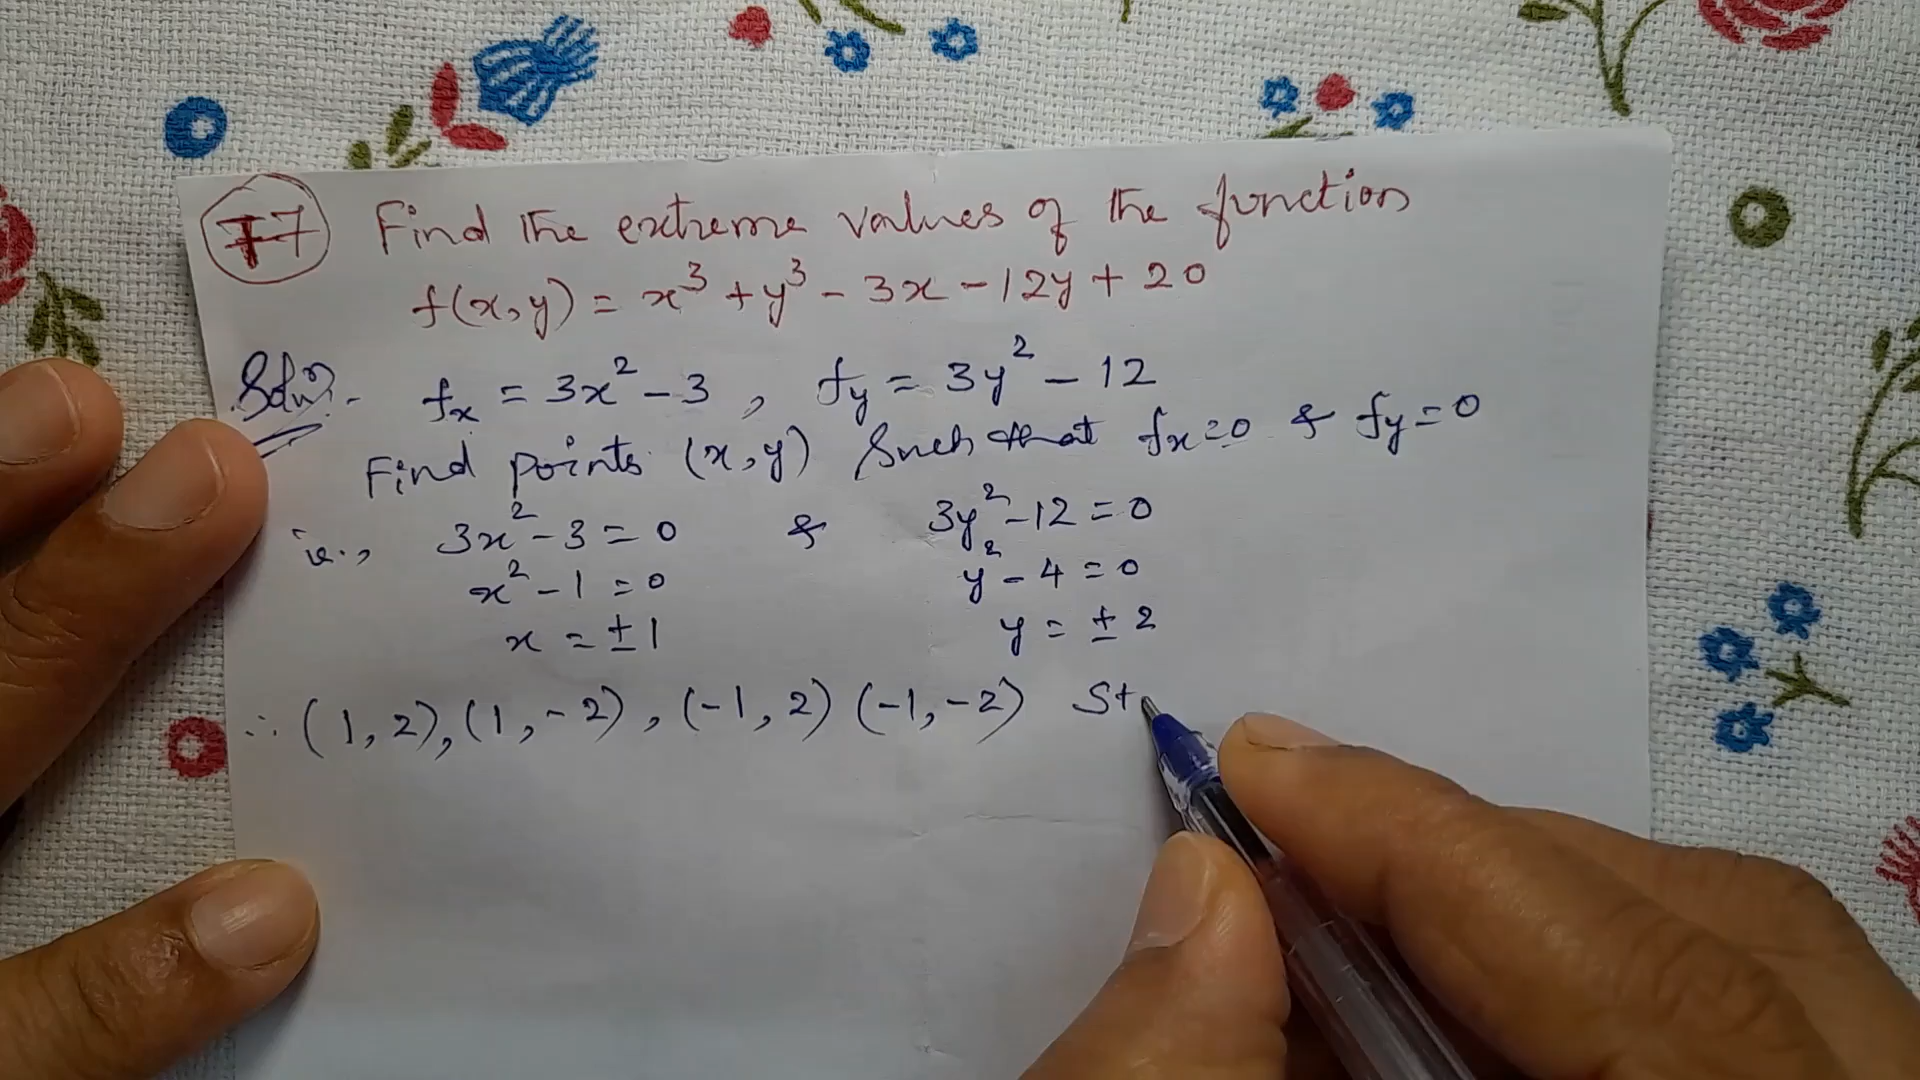 77 Find the extreme values of the function
f(x,y) = x³ + y³ - 3x - 12y + 20
Soln:- fx = 3x² - 3, fy = 3y² - 12
Find points (x,y) such that fx=0 & fy=0
ie., 3x² - 3 = 0 & 3y² - 12 = 0
x² - 1 = 0 y² - 4 = 0
x = ±1 y = ± 2
∴ (1, 2), (1, -2), (-1, 2) (-1, -2) St